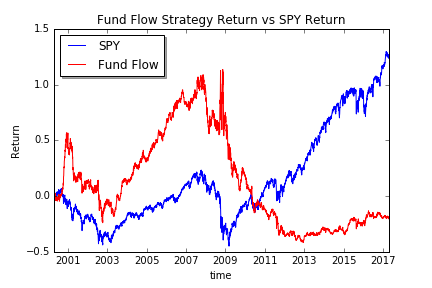 Fund Flow Strategy Return vs SPY Return
1.5
SPY
Fund Flow
1.0
0.5
0.0
−0.5
Return
2001 2003 2005 2007 2009 2011 2013 2015 2017
time